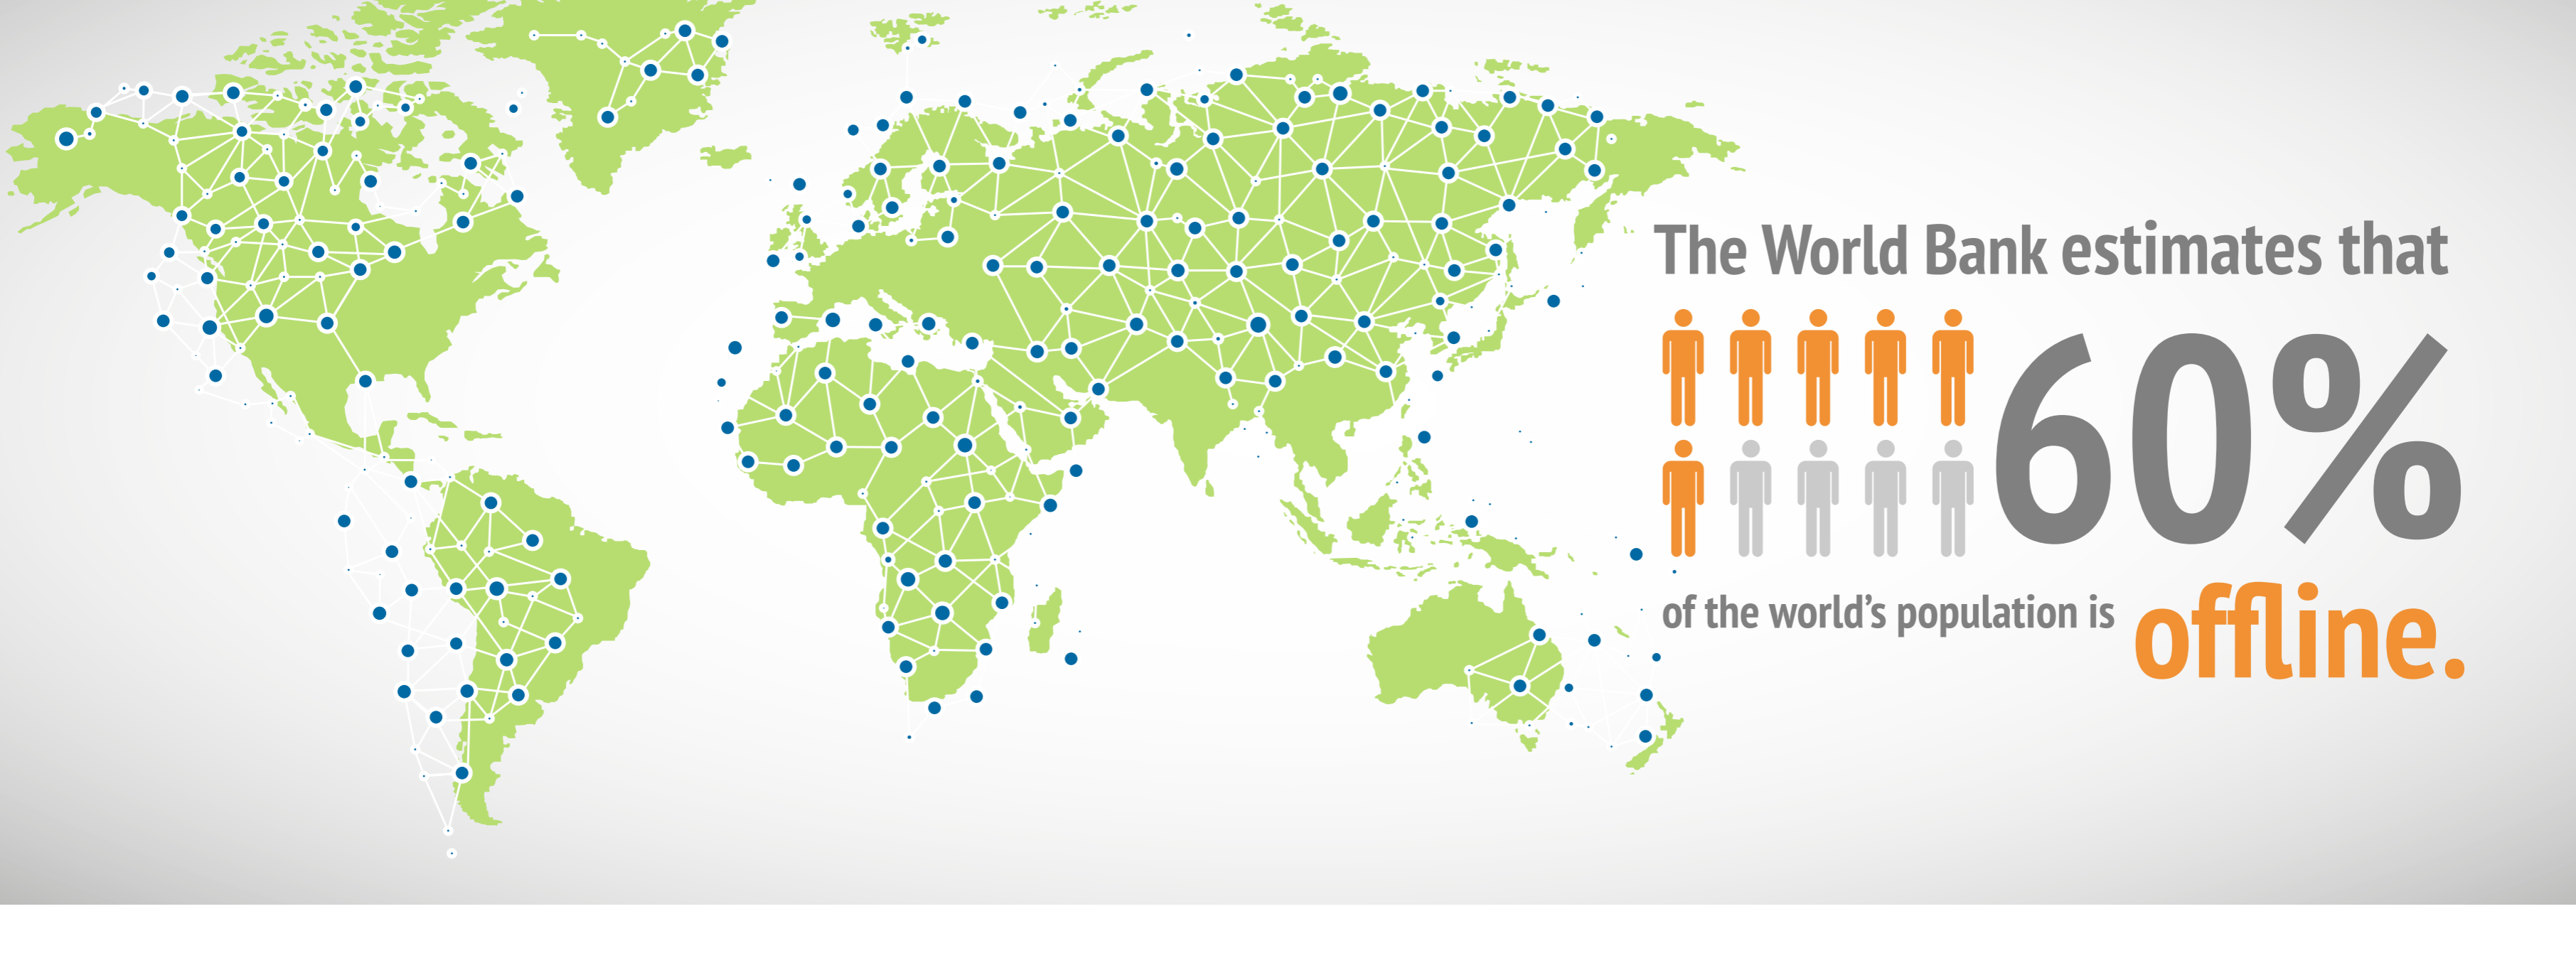 The World Bank estimates that
60%
of the world's population is
offline.